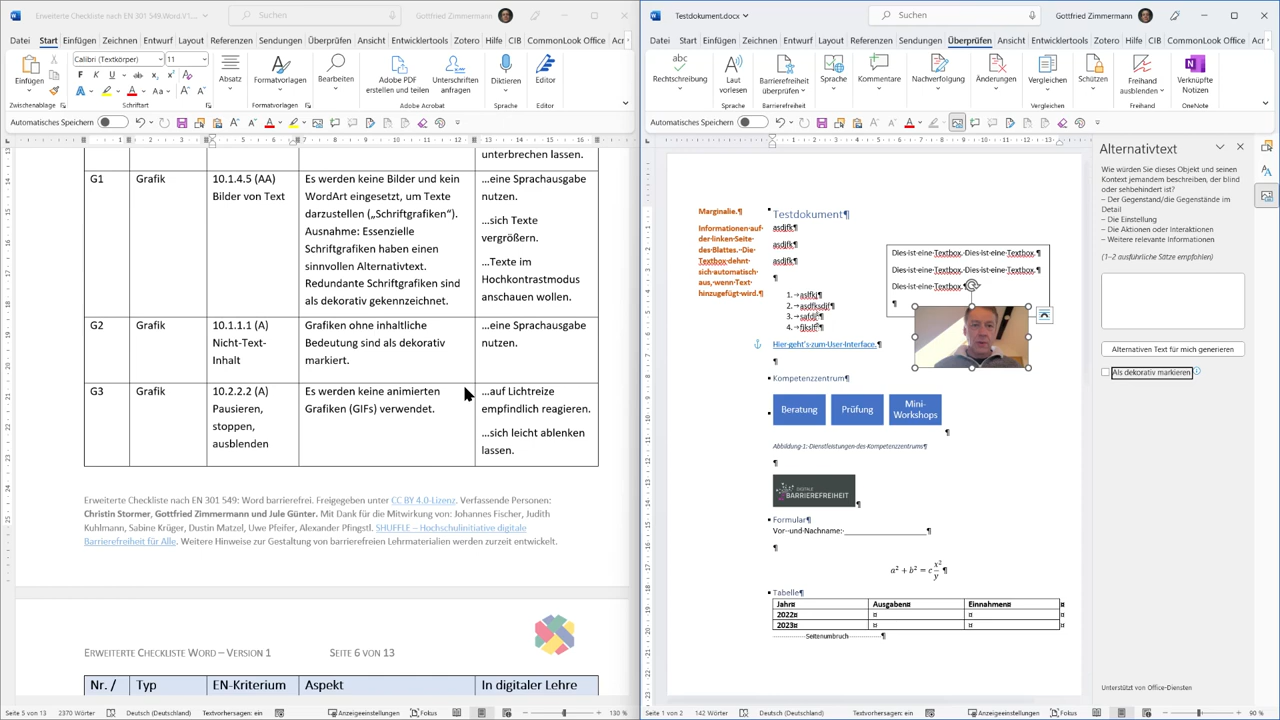 Erweiterte Checkliste nach EN 301 549.Word.V1...
Suchen
Gottfried Zimmermann
Datei Start Einfügen Zeichnen Entwurf Layout Referenzen Sendungen Überprüfen Ansicht Entwicklertools Zotero Hilfe CIB CommonLook Office Acr
Einfügen
Calibri (Textkörper)
Absatz
Formatvorlagen
Bearbeiten
Adobe PDF
erstellen und teilen
Unterschriften
anfragen
Diktieren
Editor
Zwischenablage
Schriftart
Formatvorlagen
Adobe Acrobat
Sprache
Editor
Automatisches Speichern
unterbrechen lassen.
G1
Grafik
10.1.4.5 (AA)
Bilder von Text
Es werden keine Bilder und kein
WordArt eingesetzt, um Texte
darzustellen („Schriftgrafiken“).
Ausnahme: Essenzielle
Schriftgrafiken haben einen
sinnvollen Alternativtext.
Redundante Schriftgrafiken sind
als dekorativ gekennzeichnet.
…eine Sprachausgabe
nutzen.
…sich Texte
vergrößern.
…Texte im
Hochkontrastmodus
anschauen wollen.
G2
Grafik
10.1.1.1 (A)
Nicht-Text-
Inhalt
Grafiken ohne inhaltliche
Bedeutung sind als dekorativ
markiert.
…eine Sprachausgabe
nutzen.
G3
Grafik
10.2.2.2 (A)
Pausieren,
stoppen,
ausblenden
Es werden keine animierten
Grafiken (GIFs) verwendet.
…auf Lichtreize
empfindlich reagieren.
…sich leicht ablenken
lassen.
Erweiterte Checkliste nach EN 301 549: Word barrierefrei. Freigegeben unter CC BY 4.0-Lizenz. Verfassende Personen:
Christin Stormer, Gottfried Zimmermann und Jule Günter. Mit Dank für die Mitwirkung von: Johannes Fischer, Judith
Kuhlmann, Sabine Krüger, Dustin Matzel, Uwe Pfeifer, Alexander Pfingstl. SHUFFLE – Hochschulinitiative digitale
Barrierefreiheit für Alle. Weitere Hinweise zur Gestaltung von barrierefreien Lehrmaterialien werden zurzeit entwickelt.
ERWEITERTE CHECKLISTE WORD – VERSION 1
SEITE 6 VON 13
Nr. /
Typ
EN-Kriterium
Aspekt
In digitaler Lehre
Seite 5 von 13 2370 Wörter Deutsch (Deutschland) Textvorhersagen: ein Anzeigeeinstellungen Fokus 130 %
Testdokument.docx
Suchen
Gottfried Zimmermann
Datei Start Einfügen Zeichnen Entwurf Layout Referenzen Sendungen Überprüfen Ansicht Entwicklertools Zotero Hilfe CIB CommonLook Office Acr
Rechtschreibung
Laut
vorlesen
Barrierefreiheit
überprüfen
Sprache
Kommentare
Nachverfolgung
Änderungen
Vergleichen
Schützen
Freihand
ausblenden
Verknüpfte
Notizen
Sprache
Barrierefreiheit
Vergleichen
Freihand
OneNote
Automatisches Speichern
Marginalie.¶
Informationen·auf·
der·linken·Seite·
des·Blattes.··Die·
Textbox·dehnt·
sich·automatisch·
aus,·wenn·Text·
hinzugefügt·wird.¶
Testdokument¶
asdjfk¶
asdjfk¶
asdjfk¶
¶
1.→aslfkj¶
2.→asdfksdjf¶
3.→safdj¶
4.→fjkslf¶
Hier·geht's·zum·User·Interface.¶
¶
Dies·ist·eine·Textbox.·Dies·ist·eine·Textbox.·¶
Dies·ist·eine·Textbox.·Dies·ist·eine·Textbox.·¶
Dies·ist·eine·Textbox.·¶
¶
Kompetenzzentrum¶
Beratung
Prüfung
Mini-
Workshops
¶
Abbildung·1:·Dienstleistungen·des·Kompetenzzentrums¶
¶
DIGITALE
BARRIEREFREIHEIT
¶
Formular¶
Vor-·und·Nachname:·____________________¶
¶
a² + b² = c x²/y ¶
Tabelle¶
Jahr¤ Ausgaben¤ Einnahmen¤ ¤
2022¤ ¤ ¤ ¤
2023¤ ¤ ¤ ¤
Seitenumbruch ¶
Alternativtext
Wie würden Sie dieses Objekt und seinen
Kontext jemandem beschreiben, der blind
oder sehbehindert ist?
– Der Gegenstand/die Gegenstände im
Detail
– Die Einstellung
– Die Aktionen oder Interaktionen
– Weitere relevante Informationen
(1–2 ausführliche Sätze empfohlen)
Alternativen Text für mich generieren
Als dekorativ markieren
Unterstützt von Office-Diensten
Seite 1 von 2 142 Wörter Deutsch (Deutschland) Textvorhersagen: ein Anzeigeeinstellungen Fokus 90 %